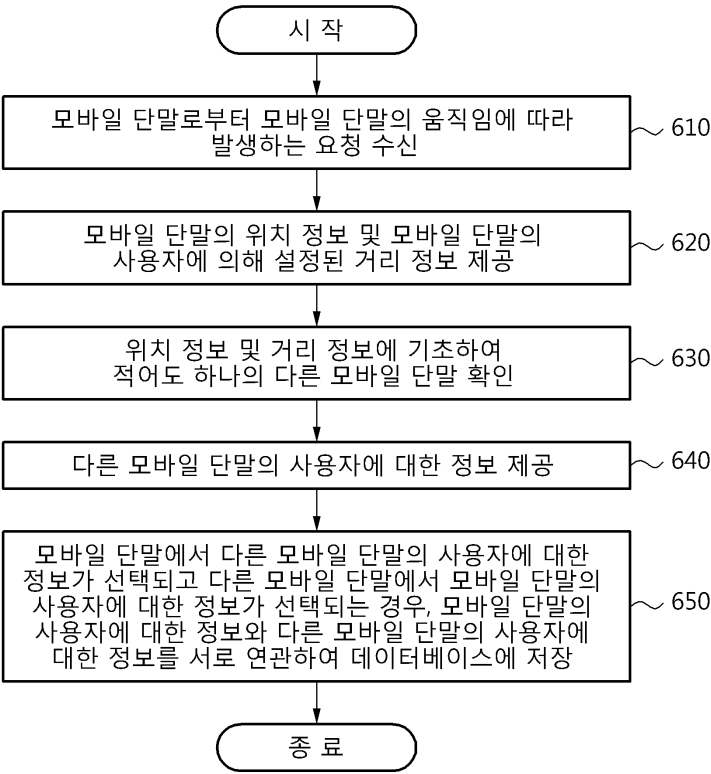 시 작
모바일 단말로부터 모바일 단말의 움직임에 따라
발생하는 요청 수신
610
모바일 단말의 위치 정보 및 모바일 단말의
사용자에 의해 설정된 거리 정보 제공
620
위치 정보 및 거리 정보에 기초하여
적어도 하나의 다른 모바일 단말 확인
630
다른 모바일 단말의 사용자에 대한 정보 제공
640
모바일 단말에서 다른 모바일 단말의 사용자에 대한
정보가 선택되고 다른 모바일 단말에서 모바일 단말의
사용자에 대한 정보가 선택되는 경우, 모바일 단말의
사용자에 대한 정보와 다른 모바일 단말의 사용자에
대한 정보를 서로 연관하여 데이터베이스에 저장
650
종 료